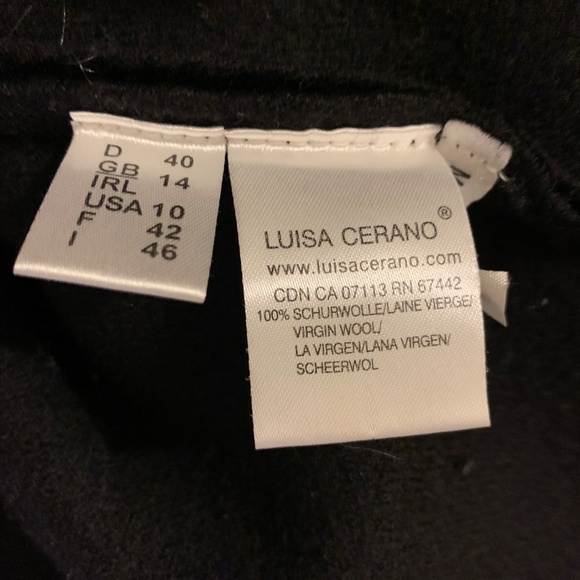 D 40
GB
IRL 14
USA 10
F 42
I 46
LUISA CERANO®
www.luisacerano.com
CDN CA 07113 RN 67442
100% SCHURWOLLE/LAINE VIERGE/
VIRGIN WOOL/
LA VIRGEN/LANA VIRGEN/
SCHEERWOL